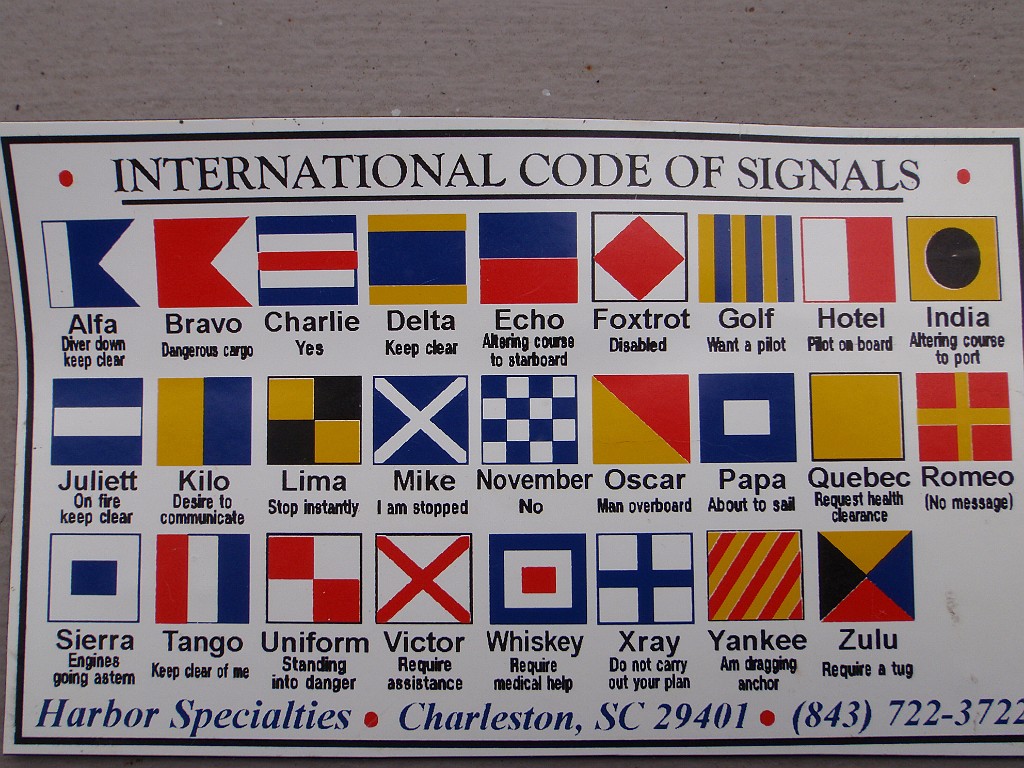 INTERNATIONAL CODE OF SIGNALS
Alfa Bravo Charlie Delta Echo Foxtrot Golf Hotel India
Diver down Dangerous cargo Yes Keep clear Altering course Disabled Want a pilot Pilot on board Altering course
keep clear to starboard to port
Juliett Kilo Lima Mike November Oscar Papa Quebec Romeo
On fire Desire to Stop instantly I am stopped No Man overboard About to sail Request health (No message)
keep clear communicate clearance
Sierra Tango Uniform Victor Whiskey Xray Yankee Zulu
Engines Keep clear of me Standing Require Require Do not carry Am dragging Require a tug
going astern into danger assistance medical help out your plan anchor
Harbor Specialties • Charleston, SC 29401 • (843) 722-3722